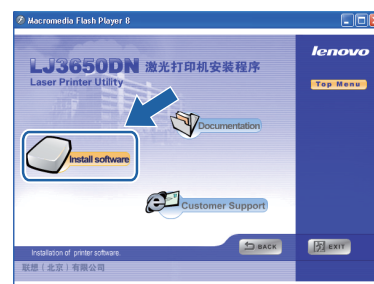 Macromedia Flash Player 8
lenovo
LJ3650DN 激光打印机安装程序
Laser Printer Utility
Top Menu
Documentation
Install software
Customer Support
Installation of printer software.
BACK
EXIT
联想（北京）有限公司